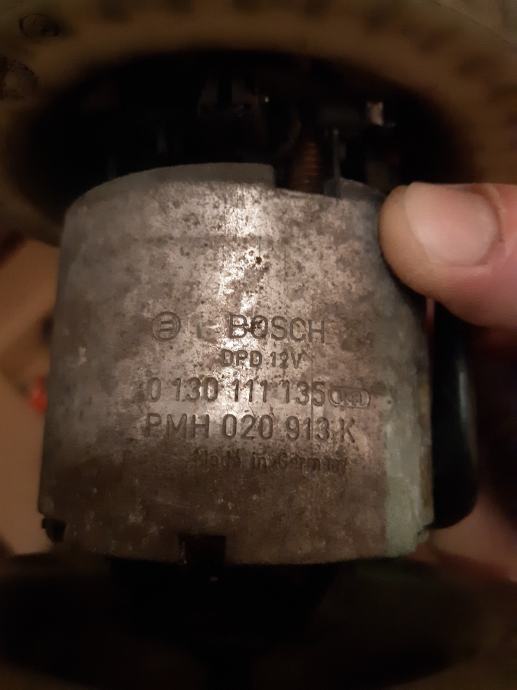 BOSCH
DPD 12V
0 130 111 135
PMH 020 913 K
Made in Germany